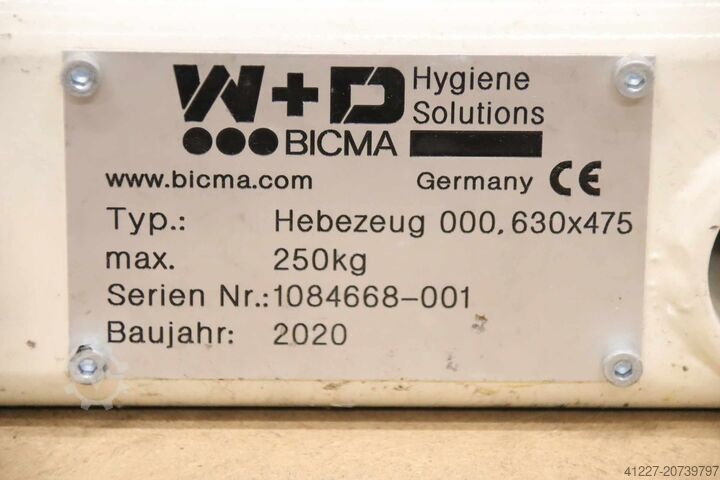 W+D Hygiene
Solutions
BICMA
www.bicma.com Germany CE
Typ.: Hebezeug 000, 630x475
max. 250kg
Serien Nr.: 1084668-001
Baujahr: 2020
41227-20739797